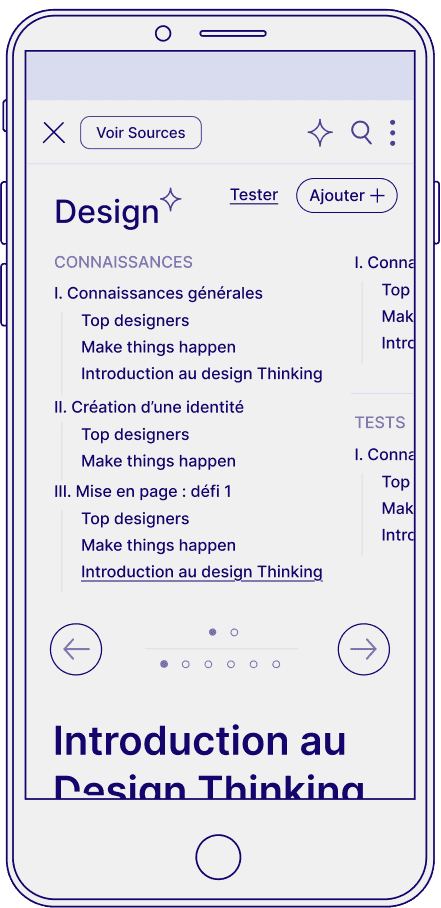 Voir Sources
Design
Tester
Ajouter
CONNAISSANCES
I. Connaissances générales
Top designers
Make things happen
Introduction au design Thinking
II. Création d’une identité
Top designers
Make things happen
III. Mise en page : défi 1
Top designers
Make things happen
Introduction au design Thinking
I. Conna
Top
Mak
Intro
TESTS
I. Conna
Top
Mak
Intro
Introduction au
Design Thinking